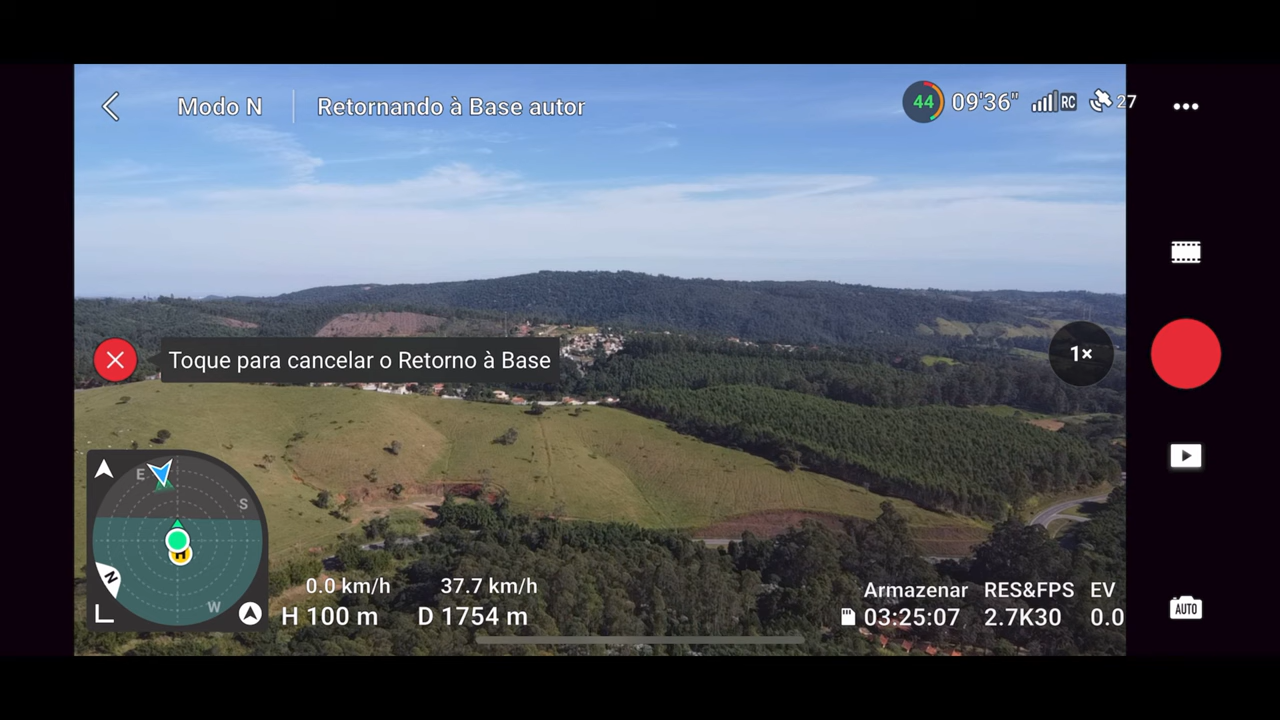 Modo N
Retornando à Base autor
44
09'36"
RC
27
1×
Toque para cancelar o Retorno à Base
E
S
H
N
W
0.0 km/h
37.7 km/h
H 100 m
D 1754 m
Armazenar
RES&FPS
EV
03:25:07
2.7K30
0.0
AUTO